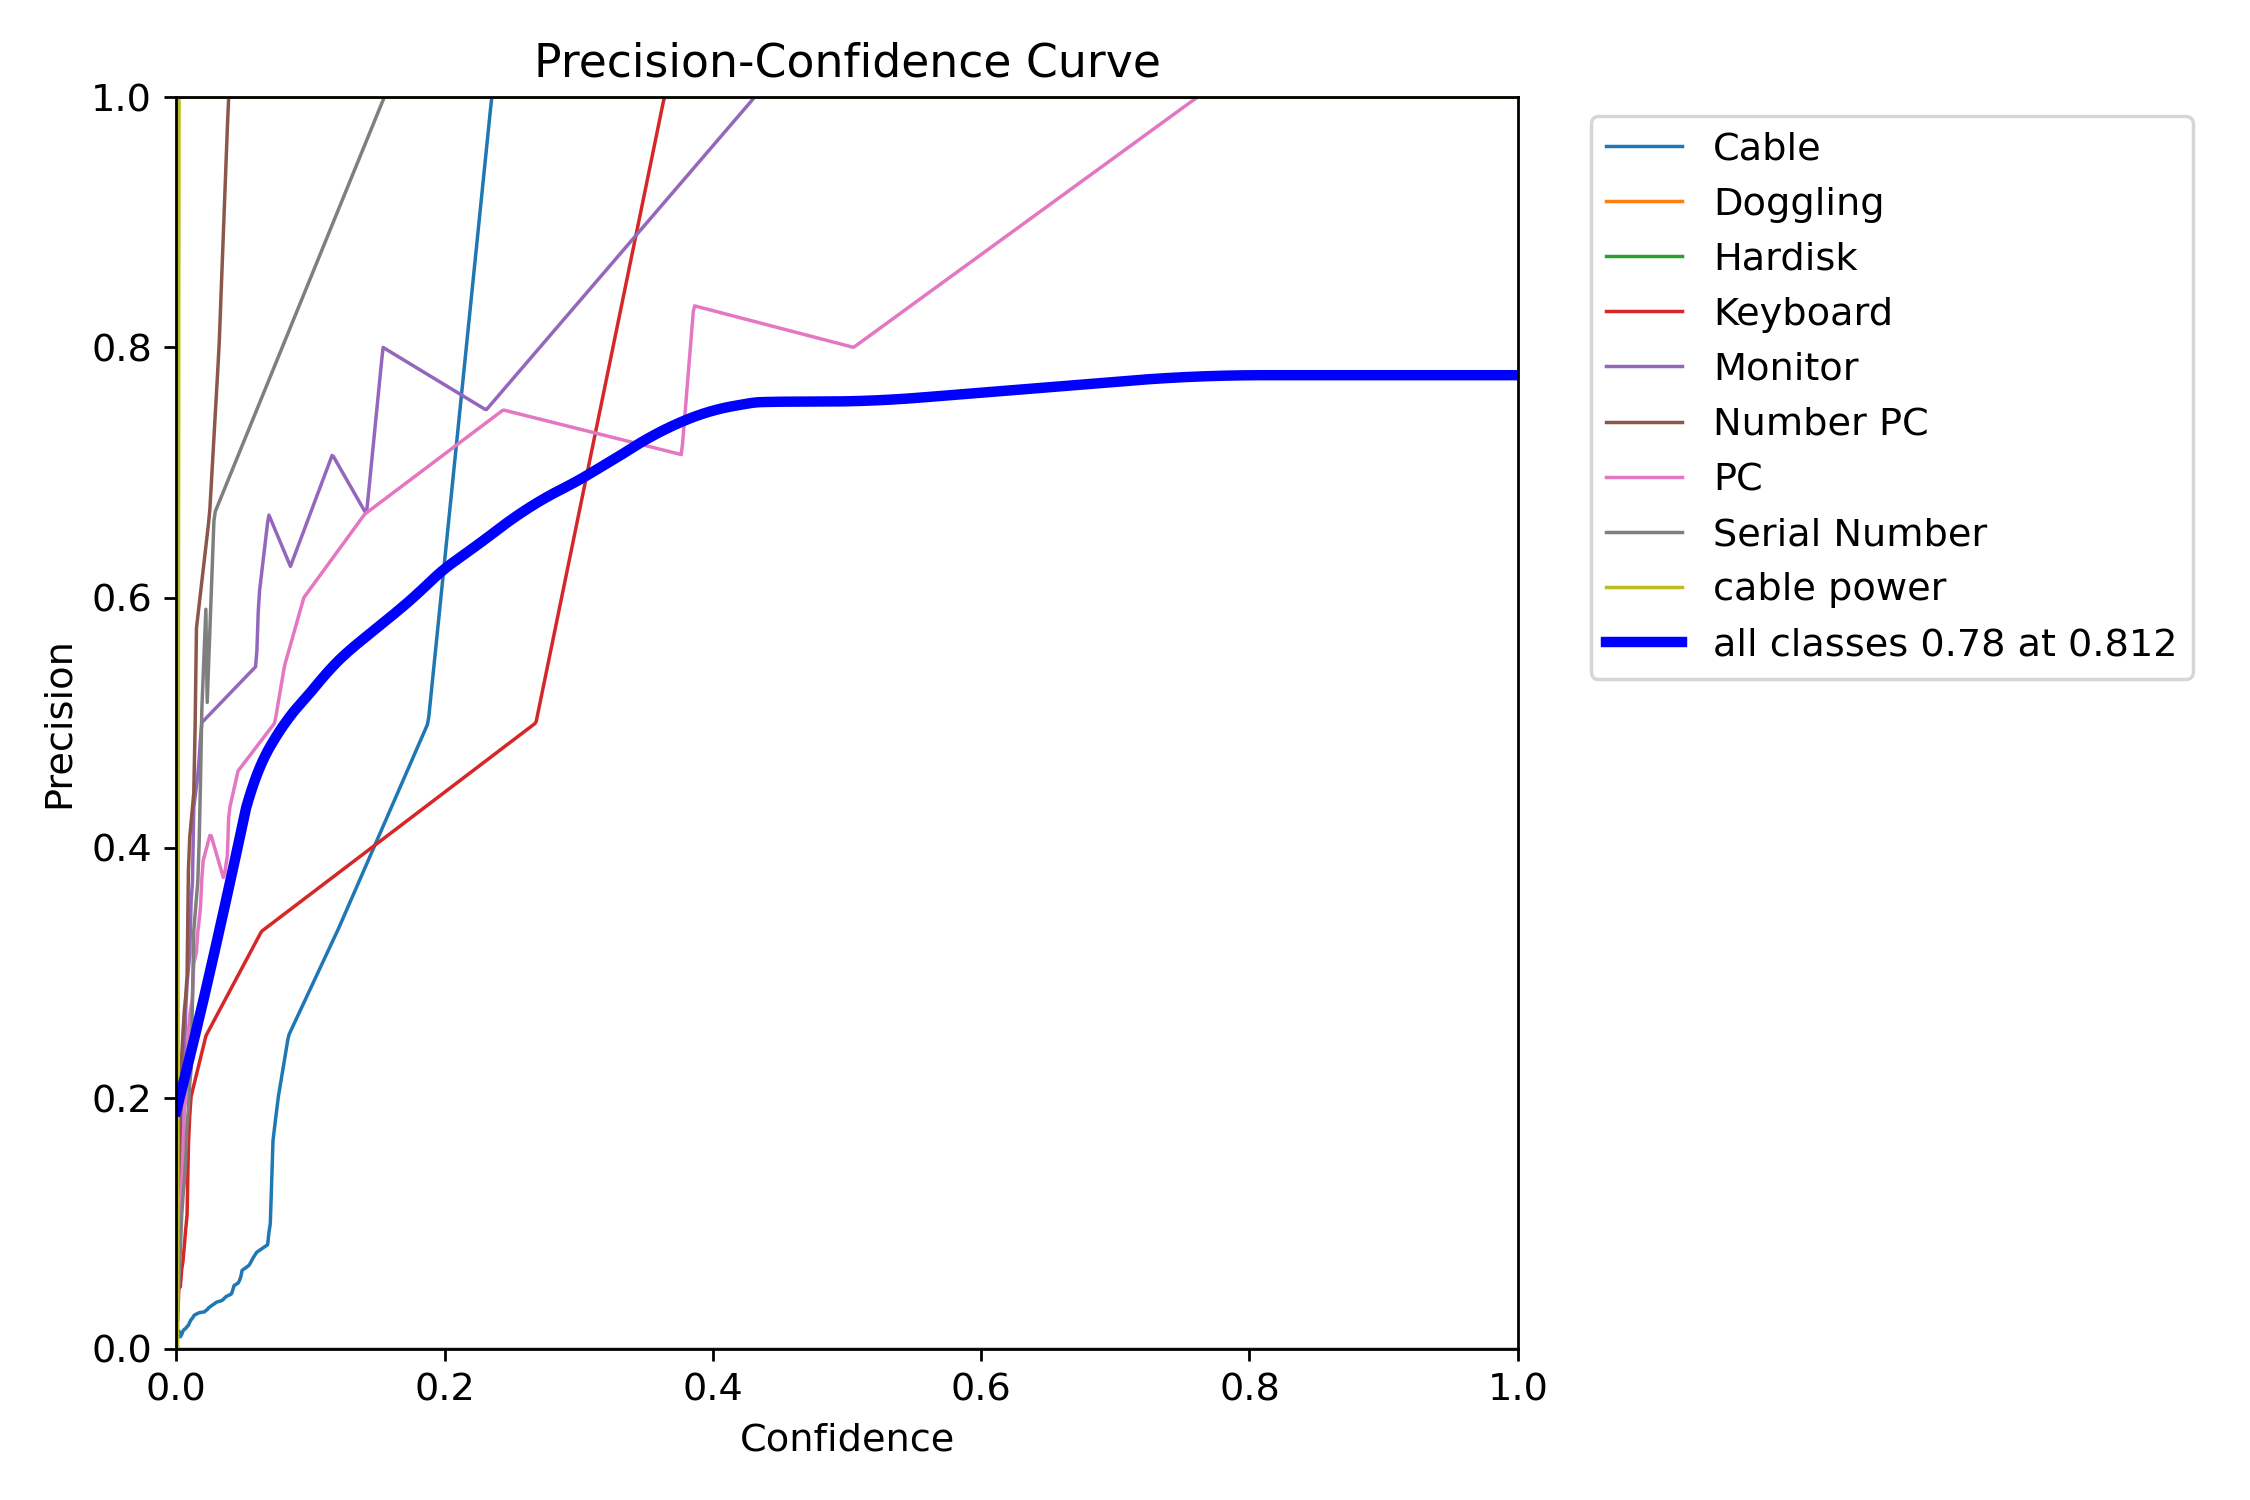 Precision-Confidence Curve
1.0
0.8
0.6
0.4
0.2
0.0
Precision
0.0 0.2 0.4 0.6 0.8 1.0
Confidence
Cable
Doggling
Hardisk
Keyboard
Monitor
Number PC
PC
Serial Number
cable power
all classes 0.78 at 0.812